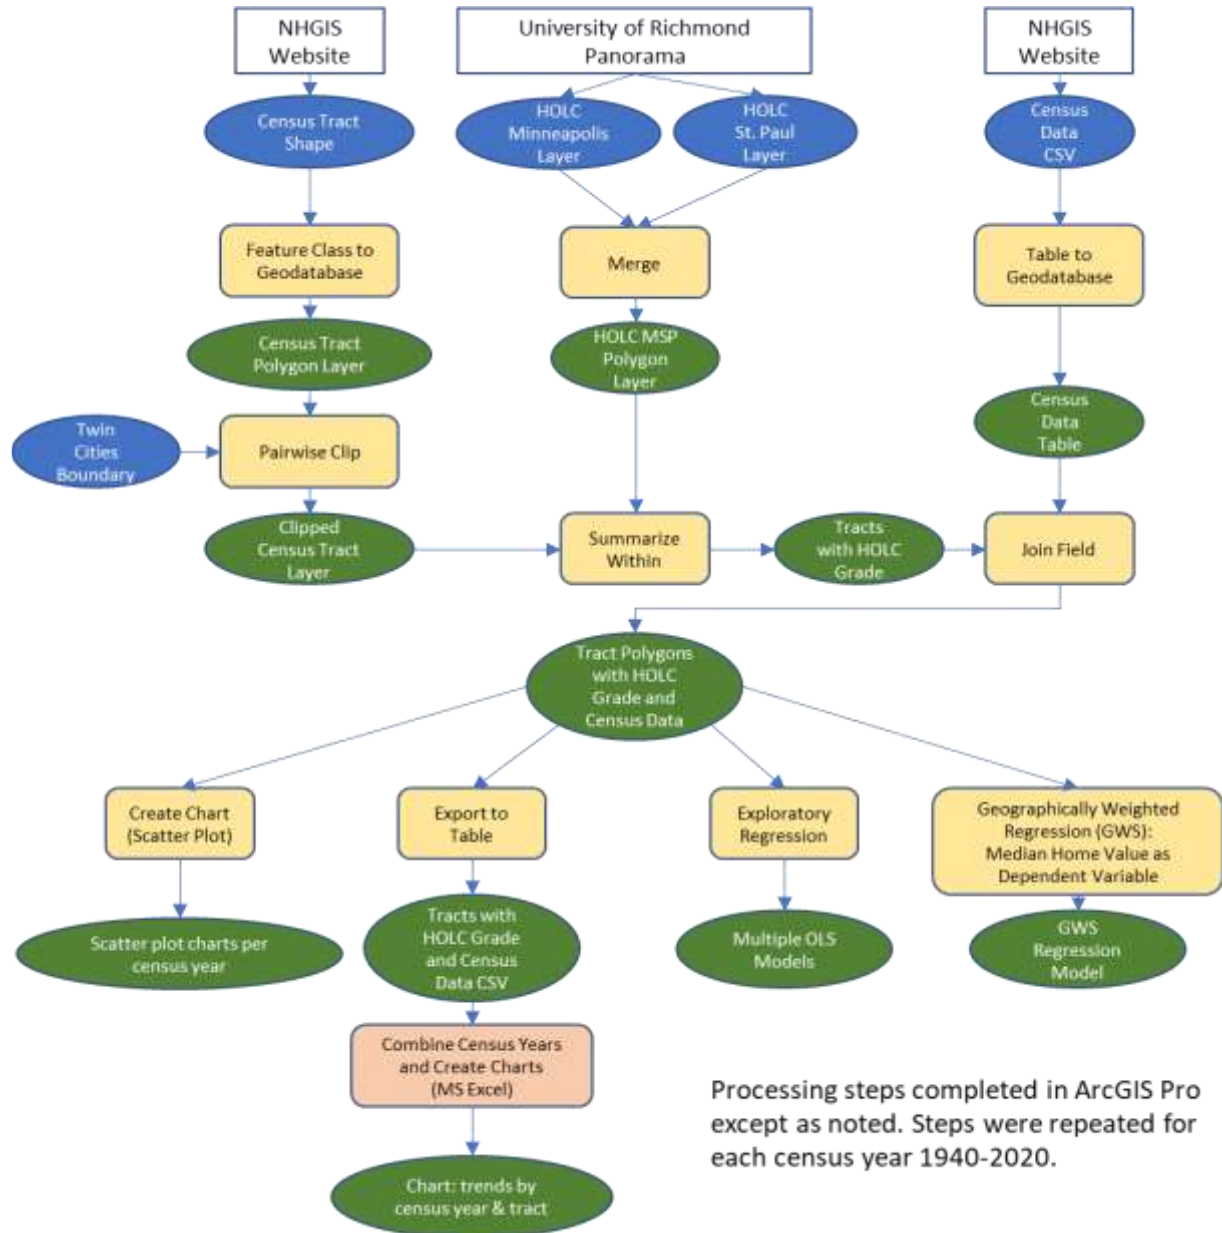 NHGIS
Website
University of Richmond
Panorama
NHGIS
Website
Census Tract
Shape
HOLC
Minneapolis
Layer
HOLC
St. Paul
Layer
Census
Data
CSV
Feature Class to
Geodatabase
Merge
Table to
Geodatabase
Census Tract
Polygon Layer
HOLC MSP
Polygon
Layer
Census
Data
Table
Twin
Cities
Boundary
Pairwise Clip
Clipped
Census Tract
Layer
Summarize
Within
Tracts
with HOLC
Grade
Join Field
Tract Polygons
with HOLC
Grade and
Census Data
Create Chart
(Scatter Plot)
Export to
Table
Exploratory
Regression
Geographically Weighted
Regression (GWS):
Median Home Value as
Dependent Variable
Scatter plot charts per
census year
Tracts with
HOLC Grade
and Census
Data CSV
Multiple OLS
Models
GWS
Regression
Model
Combine Census Years
and Create Charts
(MS Excel)
Processing steps completed in ArcGIS Pro
except as noted. Steps were repeated for
each census year 1940-2020.
Chart: trends by
census year & tract